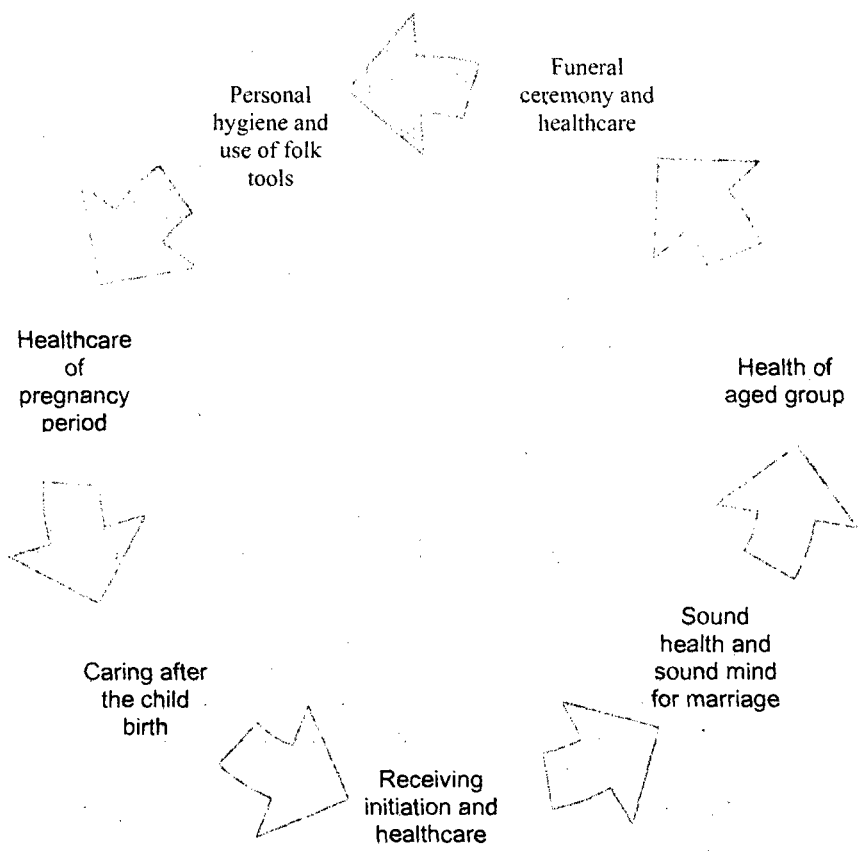 Funeral
ceremony and
healthcare
Personal
hygiene and
use of folk
tools
Healthcare
of
pregnancy
period
Caring after
the child
birth
Receiving
initiation and
healthcare
Sound
health and
sound mind
for marriage
Health of
aged group